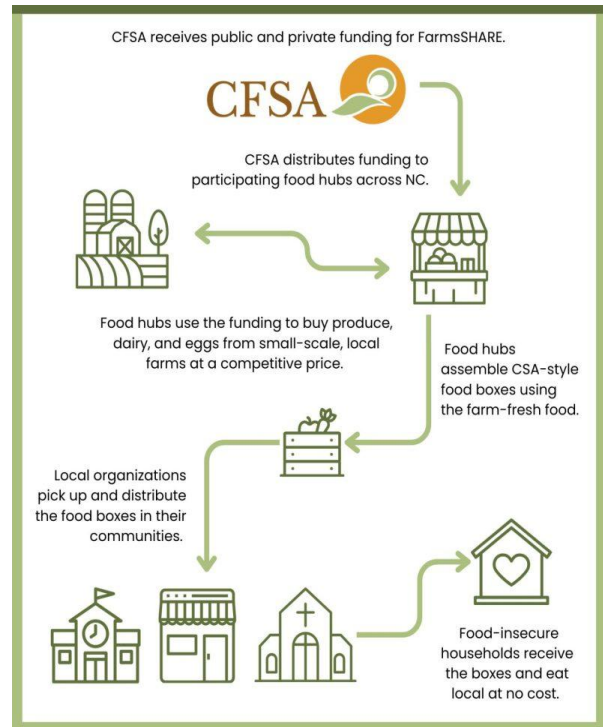 CFSA receives public and private funding for FarmsSHARE.
CFSA
CFSA distributes funding to
participating food hubs across NC.
Food hubs use the funding to buy produce,
dairy, and eggs from small-scale, local
farms at a competitive price.
Food hubs
assemble CSA-style
food boxes using
the farm-fresh food.
Local organizations
pick up and distribute
the food boxes in their
communities.
Food-insecure
households receive
the boxes and eat
local at no cost.